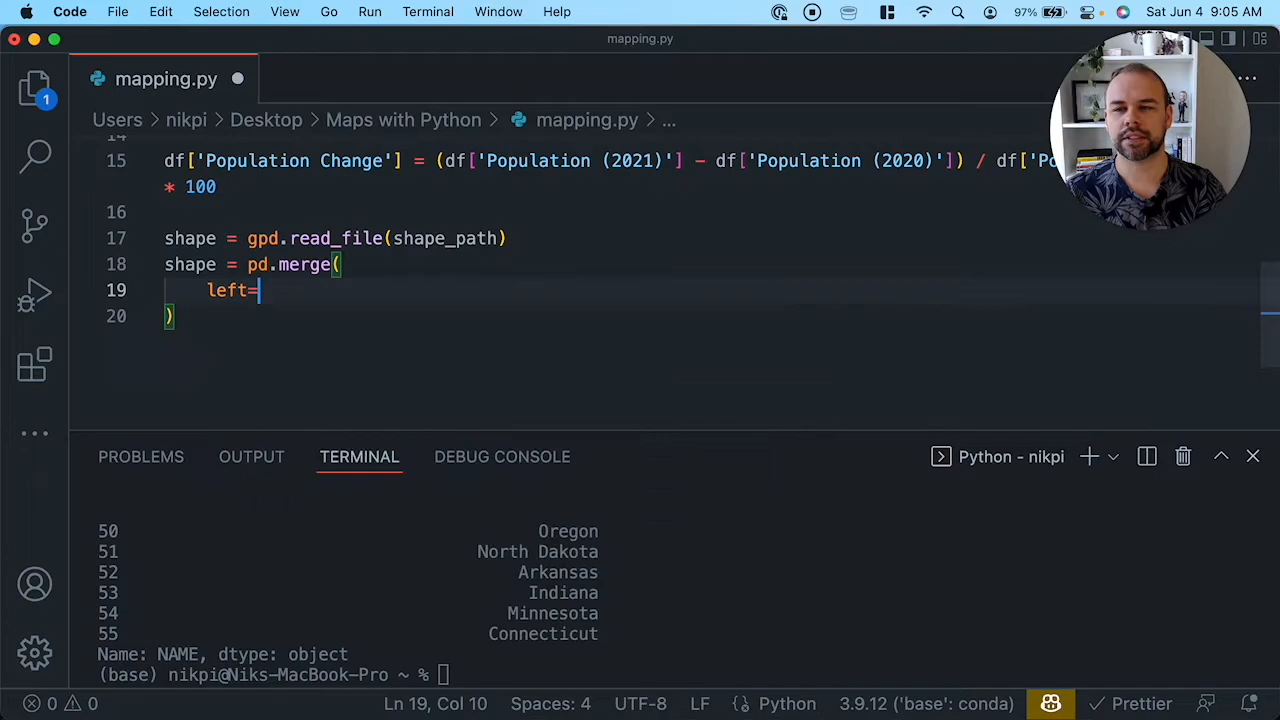 Code File Edit Selection View Go Run Terminal Window Help 97% Sat Jun 4 9:05 AM
mapping.py
mapping.py
1
Users > nikpi > Desktop > Maps with Python > mapping.py > ...
14
15 df['Population Change'] = (df['Population (2021)'] - df['Population (2020)']) / df['Po
* 100
16
17 shape = gpd.read_file(shape_path)
18 shape = pd.merge(
19 left=
20 )
PROBLEMS OUTPUT TERMINAL DEBUG CONSOLE Python - nikpi
50 Oregon
51 North Dakota
52 Arkansas
53 Indiana
54 Minnesota
55 Connecticut
Name: NAME, dtype: object
(base) nikpi@Niks-MacBook-Pro ~ %
0 0 Ln 19, Col 10 Spaces: 4 UTF-8 LF Python 3.9.12 ('base': conda) Prettier